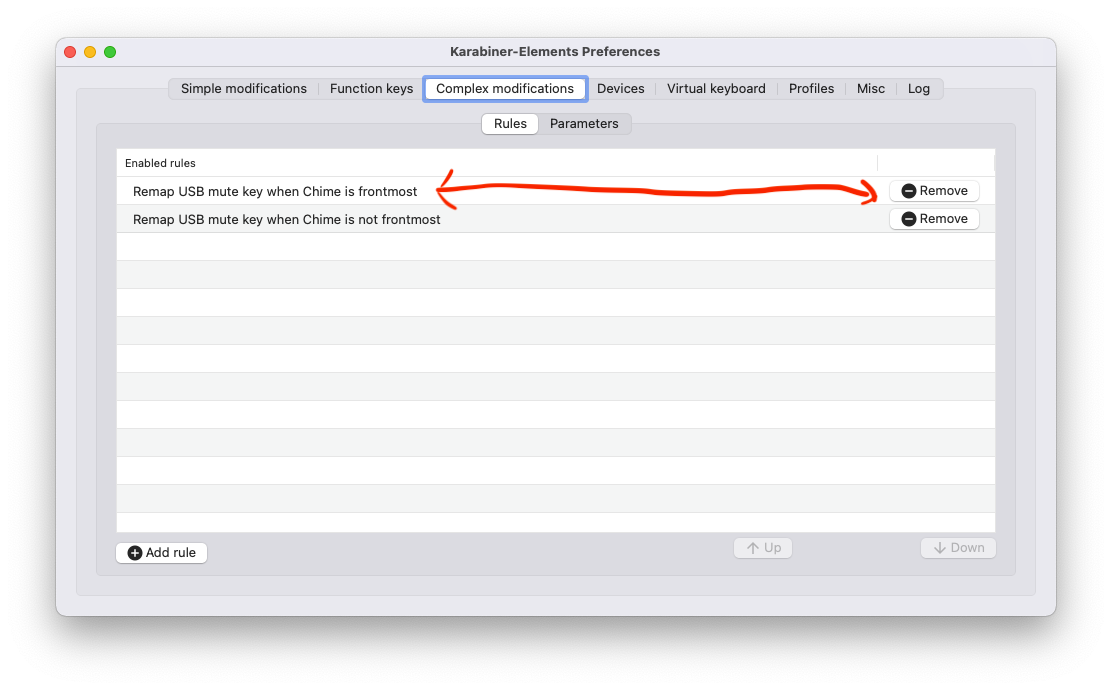 Karabiner-Elements Preferences
Simple modifications Function keys Complex modifications Devices Virtual keyboard Profiles Misc Log
Rules Parameters
Enabled rules
Remap USB mute key when Chime is frontmost Remove
Remap USB mute key when Chime is not frontmost Remove
Add rule Up Down